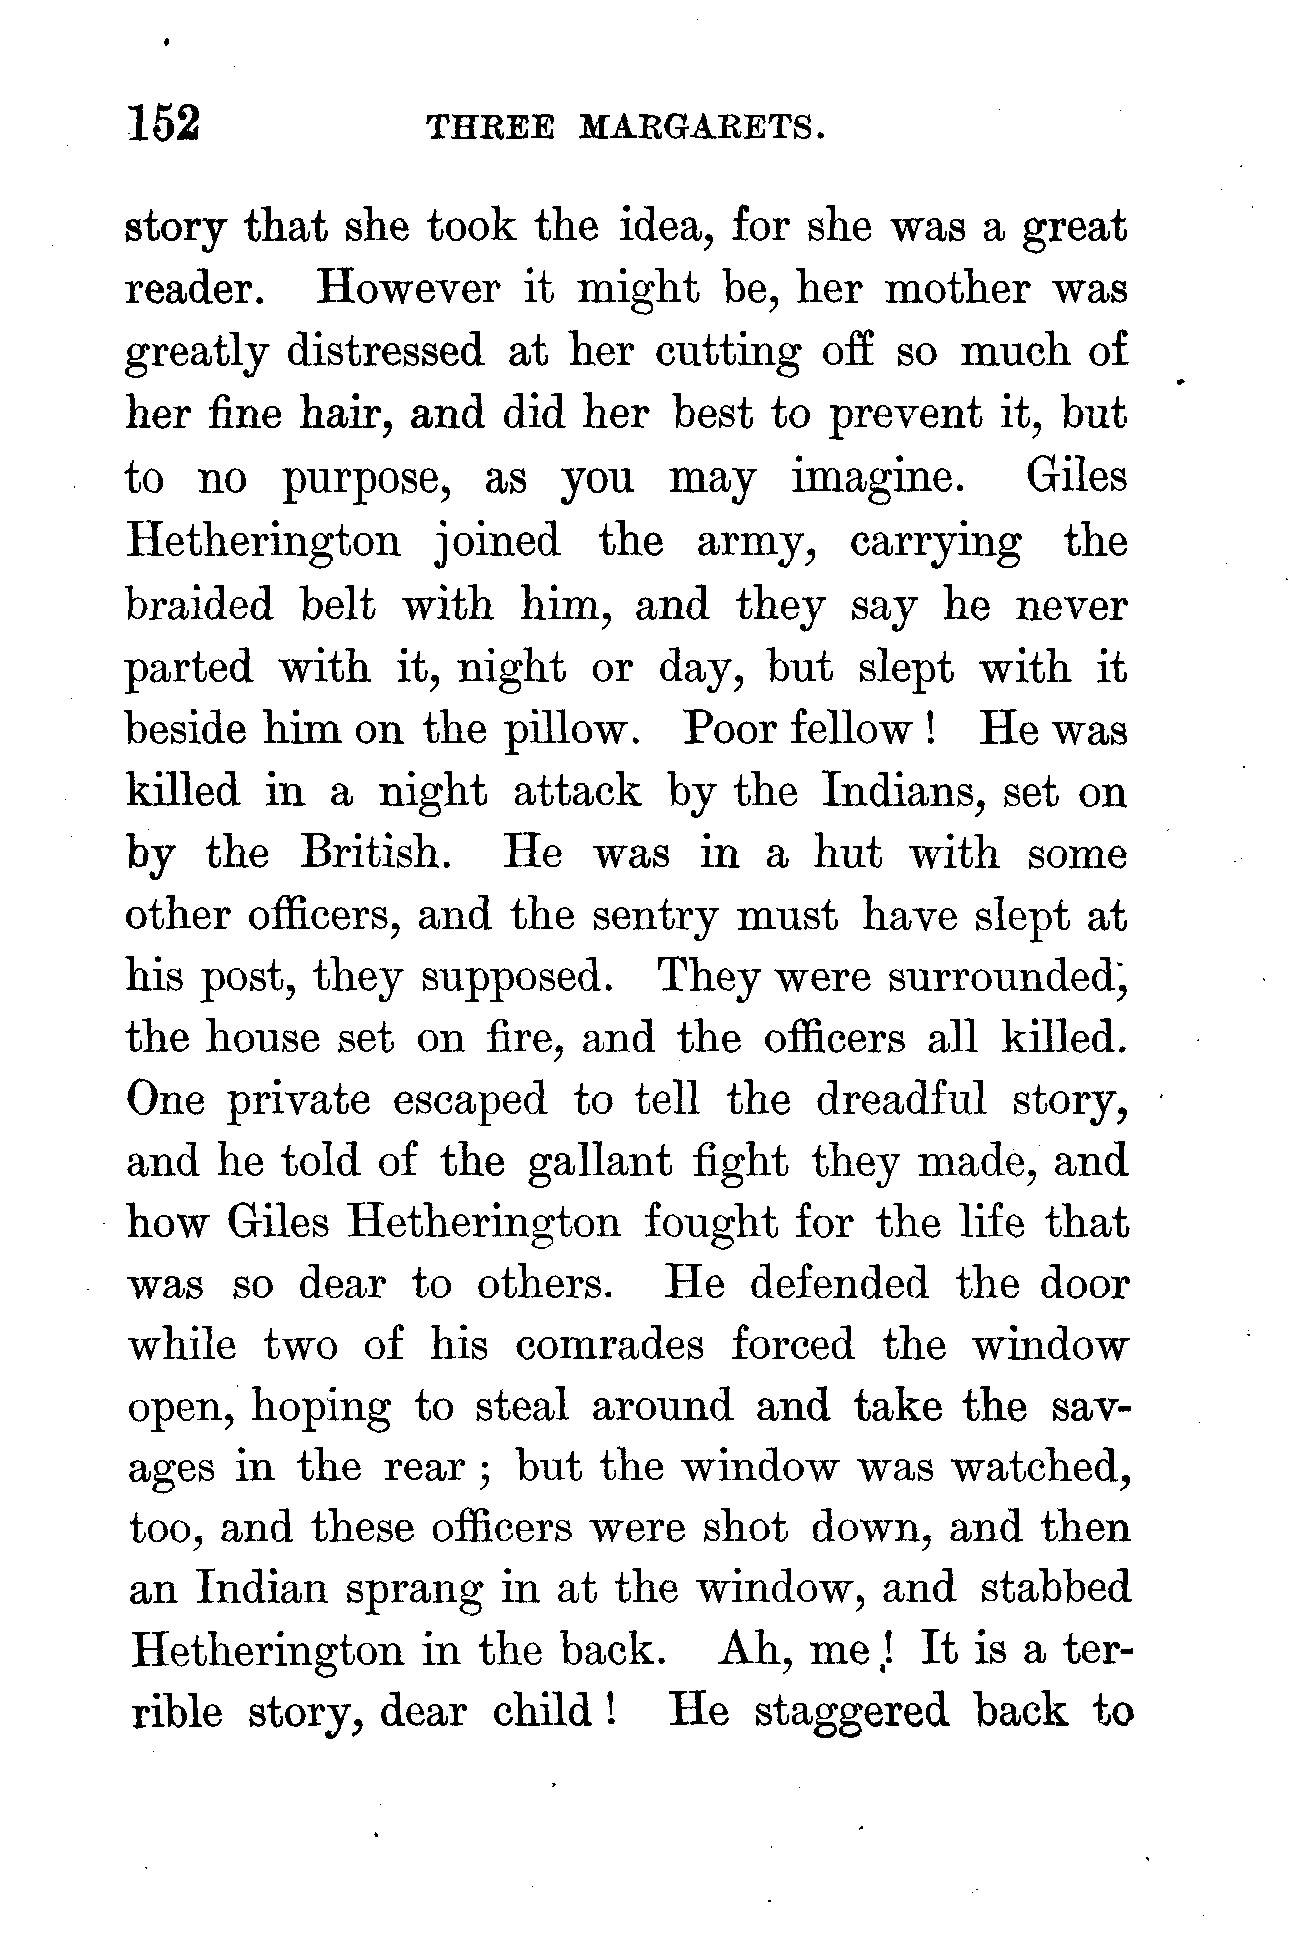 152 THREE MARGARETS.
story that she took the idea, for she was a great
reader. However it might be, her mother was
greatly distressed at her cutting off so much of
her fine hair, and did her best to prevent it, but
to no purpose, as you may imagine. Giles
Hetherington joined the army, carrying the
braided belt with him, and they say he never
parted with it, night or day, but slept with it
beside him on the pillow. Poor fellow! He was
killed in a night attack by the Indians, set on
by the British. He was in a hut with some
other officers, and the sentry must have slept at
his post, they supposed. They were surrounded,
the house set on fire, and the officers all killed.
One private escaped to tell the dreadful story,
and he told of the gallant fight they made, and
how Giles Hetherington fought for the life that
was so dear to others. He defended the door
while two of his comrades forced the window
open, hoping to steal around and take the sav-
ages in the rear; but the window was watched,
too, and these officers were shot down, and then
an Indian sprang in at the window, and stabbed
Hetherington in the back. Ah, me! It is a ter-
rible story, dear child! He staggered back to